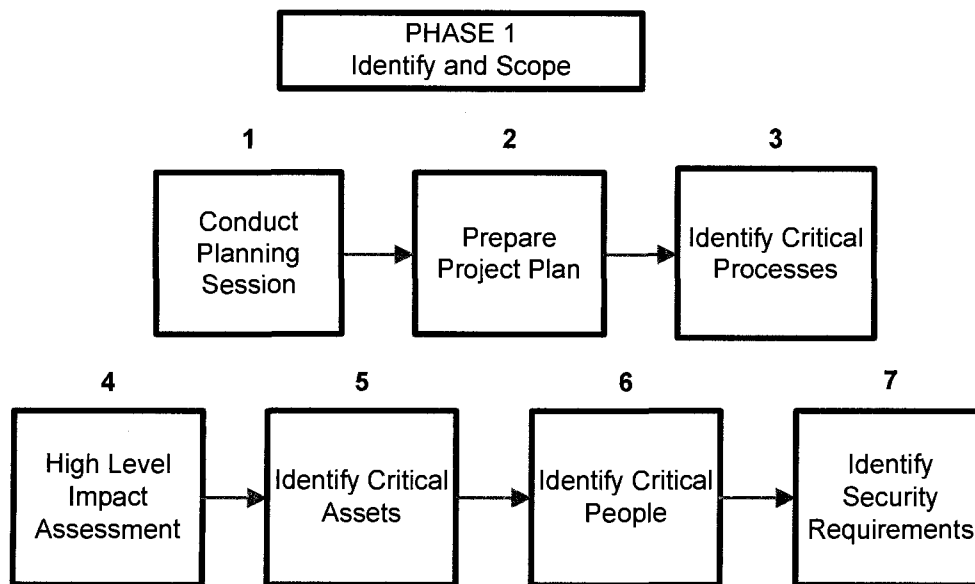 PHASE 1
Identify and Scope
1
2
3
Conduct
Planning
Session
Prepare
Project Plan
Identify Critical
Processes
4
5
6
7
High Level
Impact
Assessment
Identify Critical
Assets
Identify Critical
People
Identify
Security
Requirements